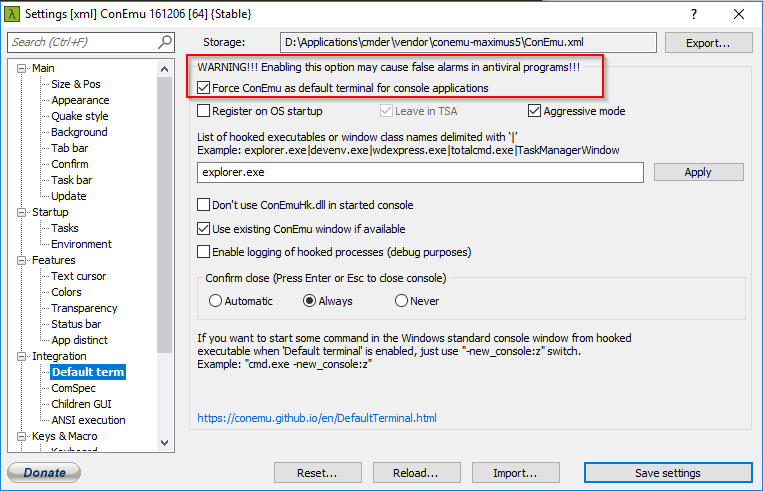 Settings [xml] ConEmu 161206 [64] {Stable}
Search (Ctrl+F)
Storage:
D:\Applications\cmder\vendor\conemu-maximus5\ConEmu.xml
Export...
Main
Size & Pos
Appearance
Quake style
Background
Tab bar
Confirm
Task bar
Update
Startup
Tasks
Environment
Features
Text cursor
Colors
Transparency
Status bar
App distinct
Integration
Default term
ComSpec
Children GUI
ANSI execution
Keys & Macro
Keyboard
WARNING!!! Enabling this option may cause false alarms in antiviral programs!!!
Force ConEmu as default terminal for console applications
Register on OS startup
Leave in TSA
Aggressive mode
List of hooked executables or window class names delimited with '|'
Example: explorer.exe|devenv.exe|wdexpress.exe|totalcmd.exe|TaskManagerWindow
explorer.exe
Apply
Don't use ConEmuHk.dll in started console
Use existing ConEmu window if available
Enable logging of hooked processes (debug purposes)
Confirm close (Press Enter or Esc to close console)
Automatic
Always
Never
If you want to start some command in the Windows standard console window from hooked
executable when 'Default terminal' is enabled, just use "-new_console:z" switch.
Example: "cmd.exe -new_console:z"
https://conemu.github.io/en/DefaultTerminal.html
Donate
Reset...
Reload...
Import...
Save settings